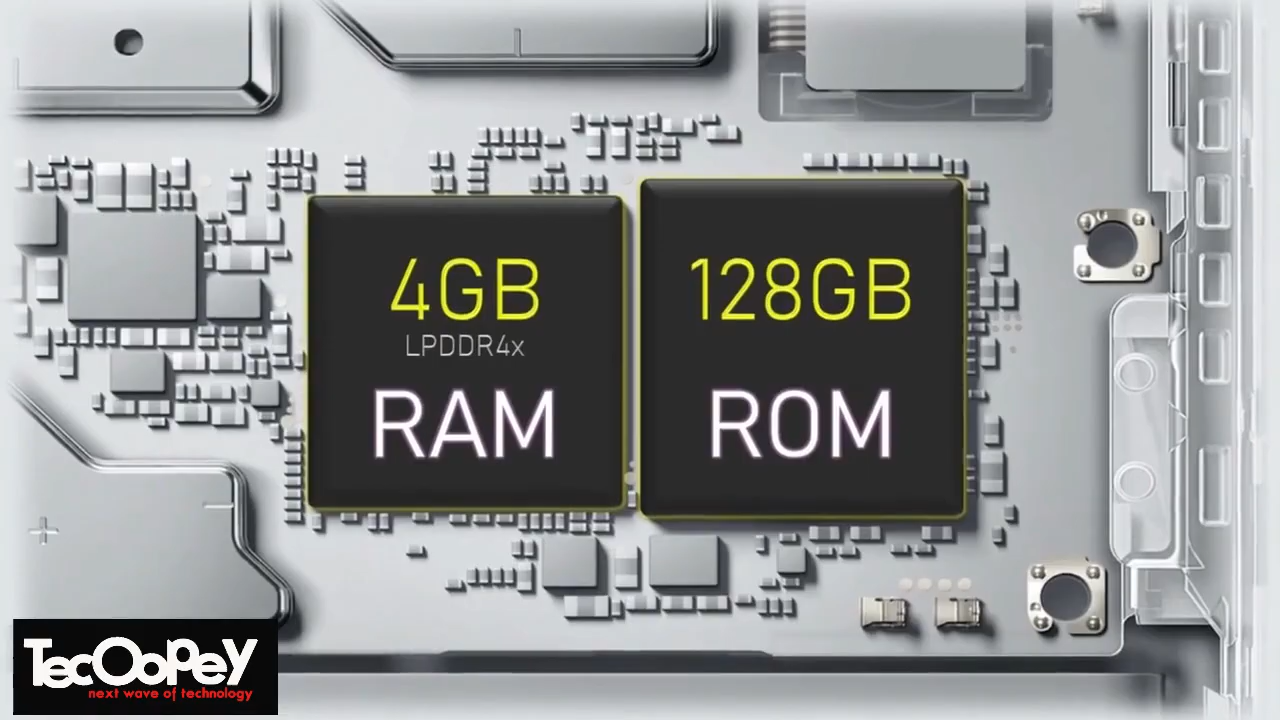 4GB
LPDDR4x
RAM
128GB
ROM
TecOopey
next wave of technology